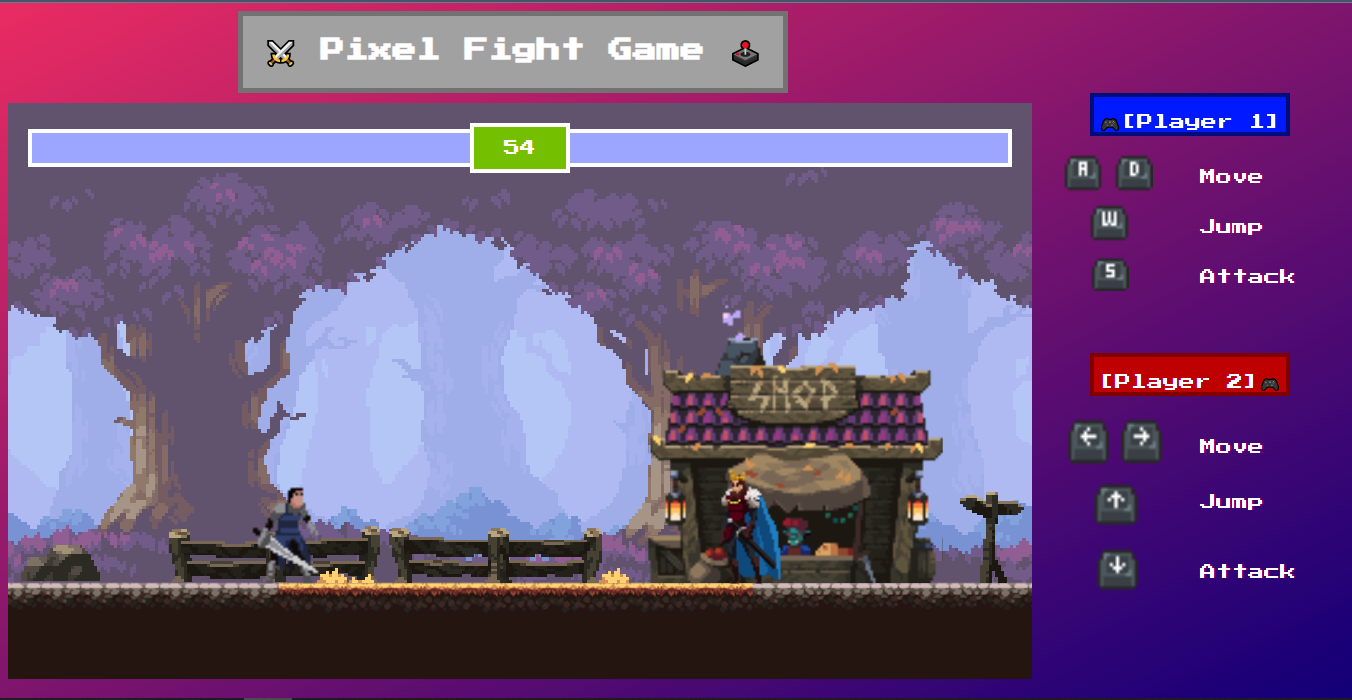 Pixel Fight Game
54
[Player 1]
A D Move
W Jump
S Attack
SHOP
[Player 2]
← → Move
↑ Jump
↓ Attack